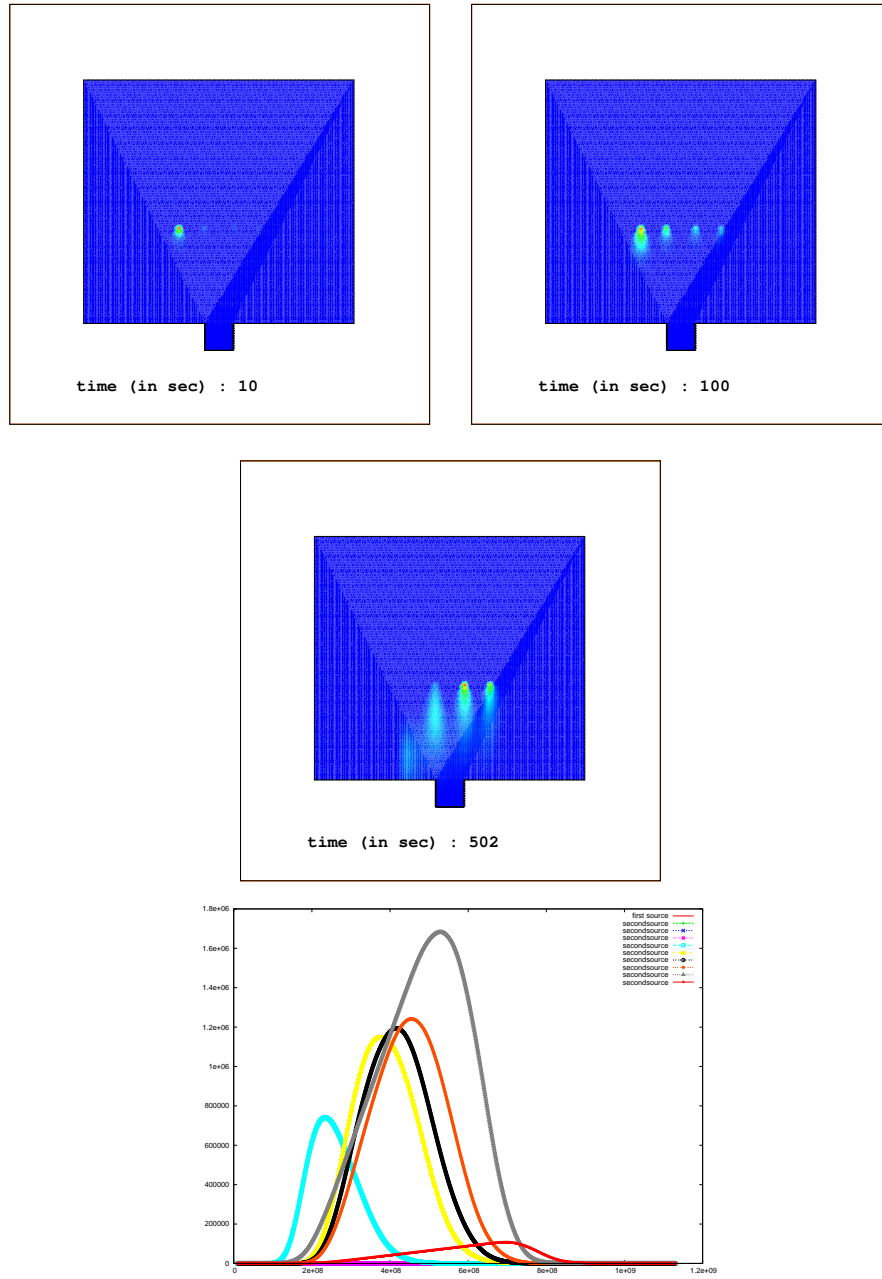 time (in sec) : 10
time (in sec) : 100
time (in sec) : 502
1.8e+06
1.6e+06
1.4e+06
1.2e+06
1e+06
800000
600000
400000
200000
0
first source
secondsource
secondsource
secondsource
secondsource
secondsource
secondsource
secondsource
secondsource
secondsource
0 2e+08 4e+08 6e+08 8e+08 1e+09 1.2e+09